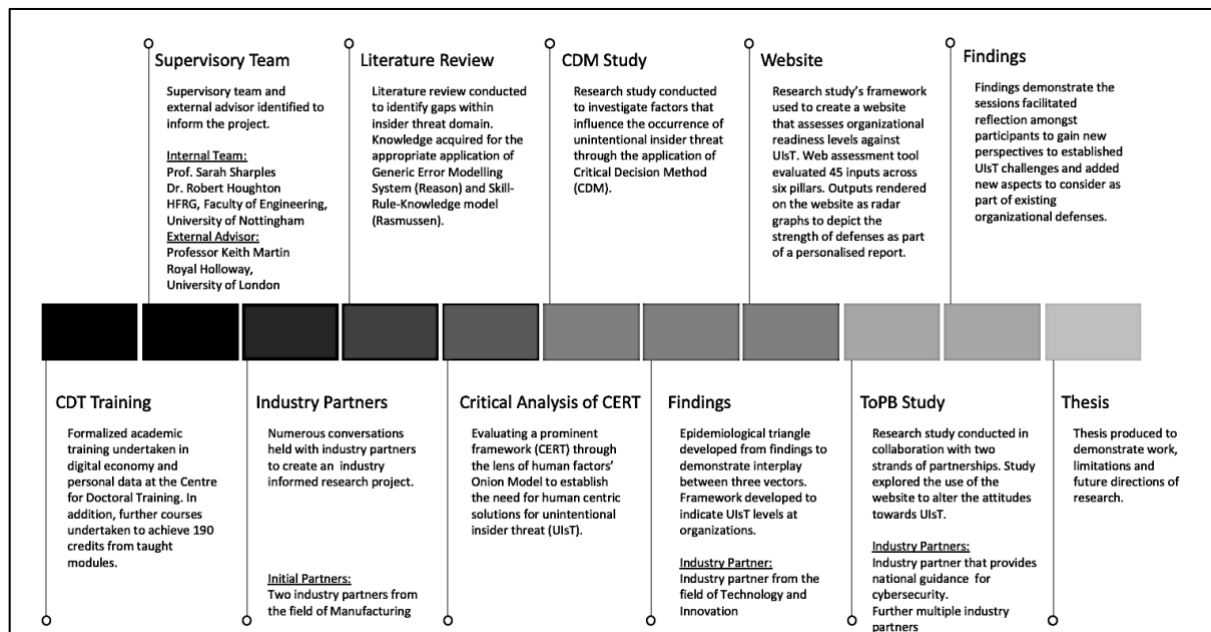 Supervisory Team
Supervisory team and
external advisor identified to
inform the project.
Internal Team:
Prof. Sarah Sharples
Dr. Robert Houghton
HFRG, Faculty of Engineering,
University of Nottingham
External Advisor:
Professor Keith Martin
Royal Holloway,
University of London
Literature Review
Literature review conducted
to identify gaps within
insider threat domain.
Knowledge acquired for the
appropriate application of
Generic Error Modelling
System (Reason) and Skill-
Rule-Knowledge model
(Rasmussen).
CDM Study
Research study conducted
to investigate factors that
influence the occurrence of
unintentional insider threat
through the application of
Critical Decision Method
(CDM).
Website
Research study's framework
used to create a website
that assesses organizational
readiness levels against
UIsT. Web assessment tool
evaluated 45 inputs across
six pillars. Outputs rendered
on the website as radar
graphs to depict the
strength of defenses as part
of a personalised report.
Findings
Findings demonstrate the
sessions facilitated
reflection amongst
participants to gain new
perspectives to established
UIsT challenges and added
new aspects to consider as
part of existing
organizational defenses.
CDT Training
Formalized academic
training undertaken in
digital economy and
personal data at the Centre
for Doctoral Training. In
addition, further courses
undertaken to achieve 190
credits from taught
modules.
Industry Partners
Numerous conversations
held with industry partners
to create an industry
informed research project.
Initial Partners:
Two industry partners from
the field of Manufacturing
Critical Analysis of CERT
Evaluating a prominent
framework (CERT) through
the lens of human factors'
Onion Model to establish
the need for human centric
solutions for unintentional
insider threat (UIsT).
Findings
Epidemiological triangle
developed from findings to
demonstrate interplay
between three vectors.
Framework developed to
indicate UIsT levels at
organizations.
Industry Partner:
Industry partner from the
field of Technology and
Innovation
ToPB Study
Research study conducted in
collaboration with two
strands of partnerships. Study
explored the use of the
website to alter the attitudes
towards UIsT.
Industry Partners:
Industry partner that provides
national guidance for
cybersecurity.
Further multiple industry
partners
Thesis
Thesis produced to
demonstrate work,
limitations and
future directions of
research.